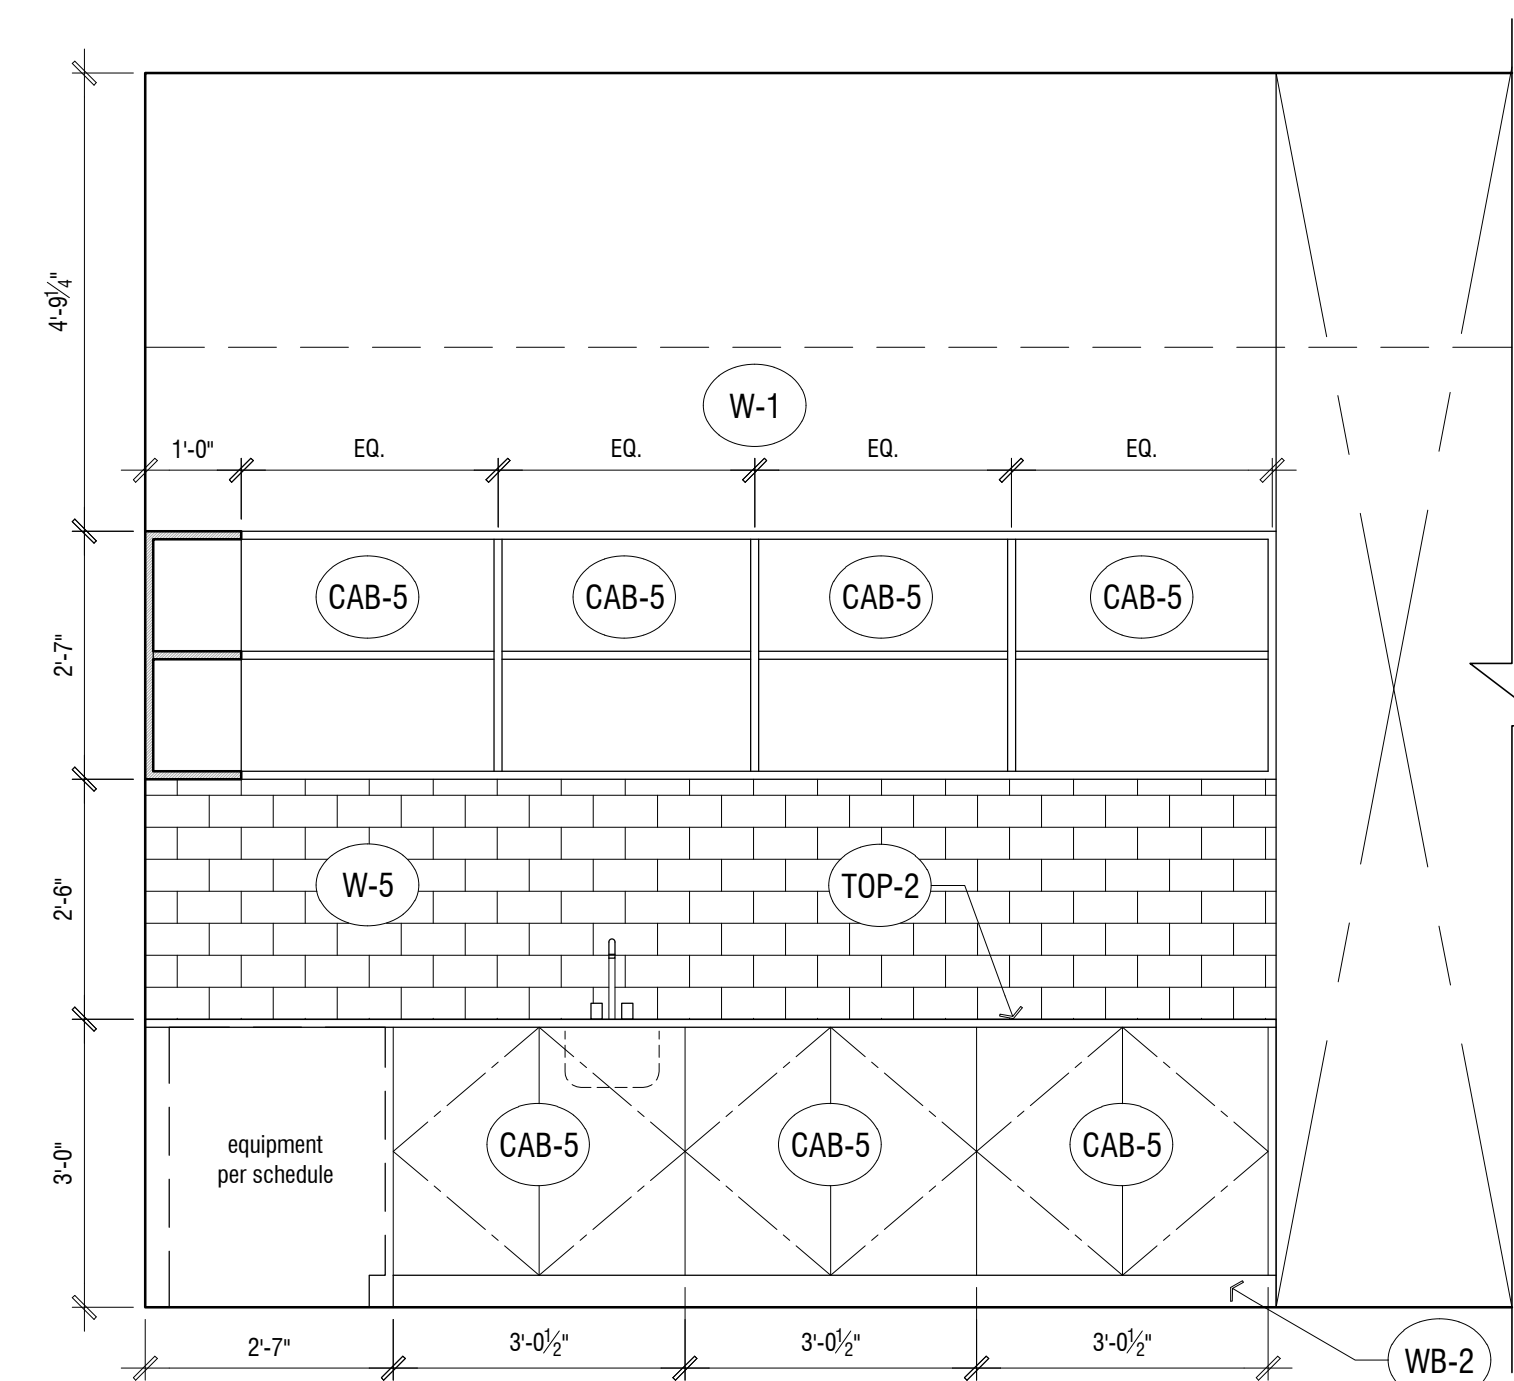 4'-9¼"
W-1
1'-0"
EQ.
EQ.
EQ.
EQ.
CAB-5
CAB-5
CAB-5
CAB-5
2'-7"
W-5
TOP-2
2'-6"
CAB-5
CAB-5
CAB-5
equipment
per schedule
3'-0"
2'-7"
3'-0½"
3'-0½"
3'-0½"
WB-2